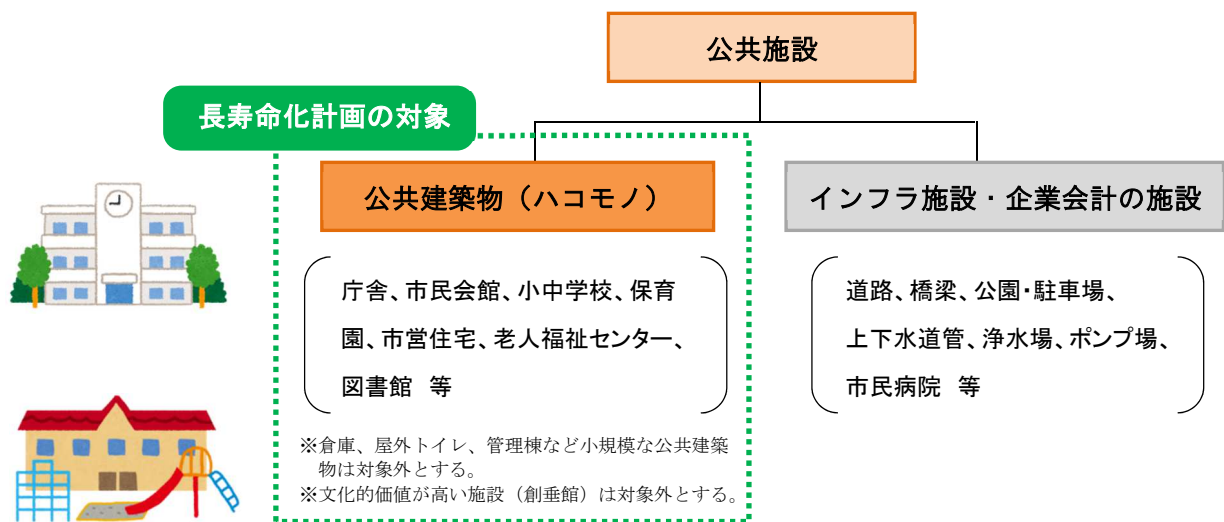 公共施設
長寿命化計画の対象
公共建築物（ハコモノ）
インフラ施設・企業会計の施設
庁舎、市民会館、小中学校、保育
園、市営住宅、老人福祉センター、
図書館　等
道路、橋梁、公園・駐車場、
上下水道管、浄水場、ポンプ場、
市民病院　等
※倉庫、屋外トイレ、管理棟など小規模な公共建築
物は対象外とする。
※文化的価値が高い施設（創垂館）は対象外とする。